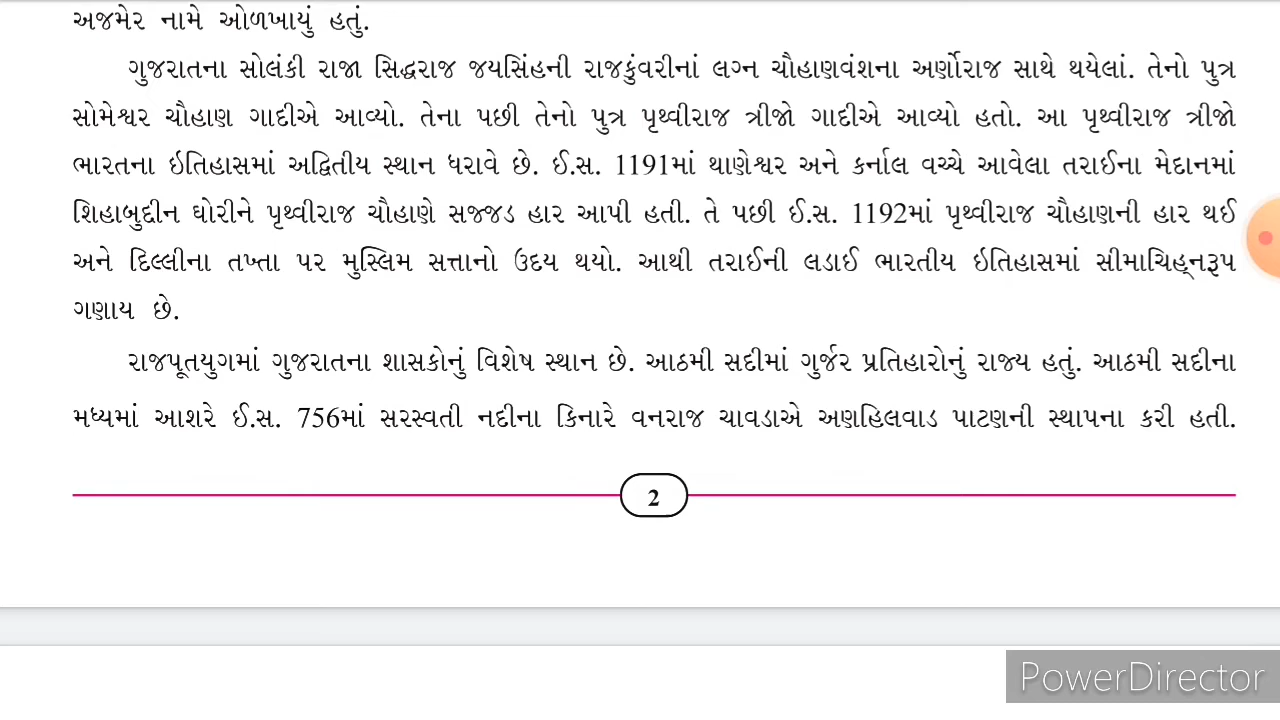 અજમેર નામે ઓળખાયું હતું.
ગુજરાતના સોલંકી રાજા સિદ્ધરાજ જયસિંહની રાજકુંવરીનાં લગ્ન ચૌહાણવંશના અર્ણોરાજ સાથે થયેલાં. તેનો પુત્ર
સોમેશ્વર ચૌહાણ ગાદીએ આવ્યો. તેના પછી તેનો પુત્ર પૃથ્વીરાજ ત્રીજો ગાદીએ આવ્યો હતો. આ પૃથ્વીરાજ ત્રીજો
ભારતના ઇતિહાસમાં અદ્વિતીય સ્થાન ધરાવે છે. ઈ.સ. 1191માં થાણેશ્વર અને કર્નાલ વચ્ચે આવેલા તરાઈના મેદાનમાં
શિહાબુદ્દીન ઘોરીને પૃથ્વીરાજ ચૌહાણે સજ્જડ હાર આપી હતી. તે પછી ઈ.સ. 1192માં પૃથ્વીરાજ ચૌહાણની હાર થઈ
અને દિલ્લીના તખ્તા પર મુસ્લિમ સત્તાનો ઉદય થયો. આથી તરાઈની લડાઈ ભારતીય ઇતિહાસમાં સીમાચિહ્નરૂપ
ગણાય છે.
રાજપૂતયુગમાં ગુજરાતના શાસકોનું વિશેષ સ્થાન છે. આઠમી સદીમાં ગુર્જર પ્રતિહારોનું રાજ્ય હતું. આઠમી સદીના
મધ્યમાં આશરે ઈ.સ. 756માં સરસ્વતી નદીના કિનારે વનરાજ ચાવડાએ અણહિલવાડ પાટણની સ્થાપના કરી હતી.
2
PowerDirector